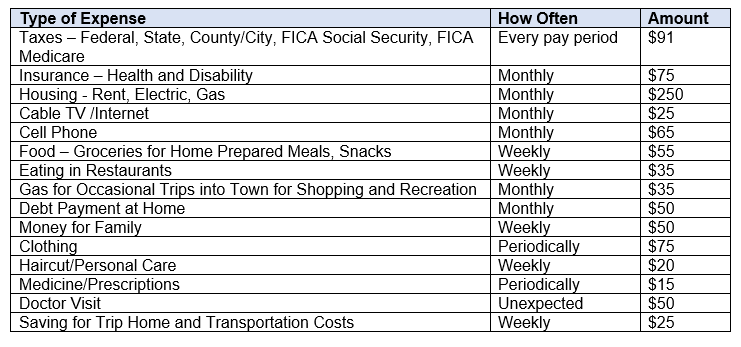 Type of Expense How Often Amount
Taxes – Federal, State, County/City, FICA Social Security, FICA Every pay period $91
Medicare
Insurance – Health and Disability Monthly $75
Housing - Rent, Electric, Gas Monthly $250
Cable TV /Internet Monthly $25
Cell Phone Monthly $65
Food – Groceries for Home Prepared Meals, Snacks Weekly $55
Eating in Restaurants Weekly $35
Gas for Occasional Trips into Town for Shopping and Recreation Monthly $35
Debt Payment at Home Monthly $50
Money for Family Weekly $50
Clothing Periodically $75
Haircut/Personal Care Weekly $20
Medicine/Prescriptions Periodically $15
Doctor Visit Unexpected $50
Saving for Trip Home and Transportation Costs Weekly $25